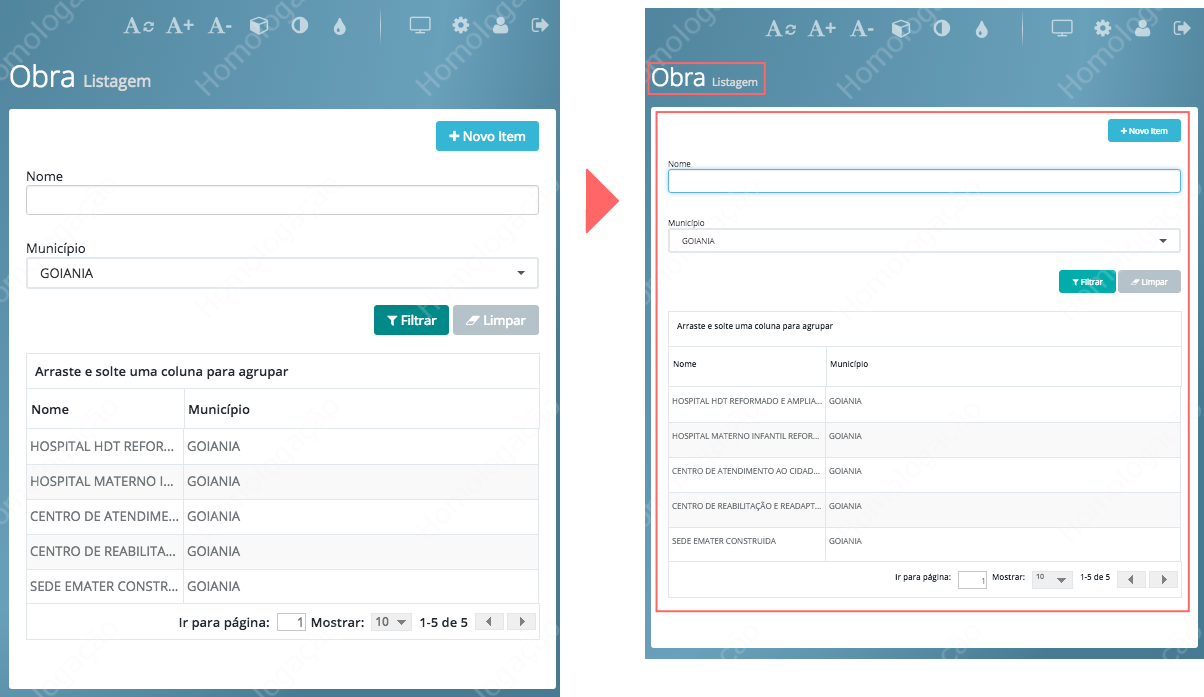 A A+ A-
Obra Listagem
Novo Item
Nome
Município
GOIANIA
Filtrar Limpar
Arraste e solte uma coluna para agrupar
Nome Município
HOSPITAL HDT REFOR... GOIANIA
HOSPITAL MATERNO I... GOIANIA
CENTRO DE ATENDIME... GOIANIA
CENTRO DE REABILITA... GOIANIA
SEDE EMATER CONSTR... GOIANIA
Ir para página: 1 Mostrar: 10 1-5 de 5
A A+ A-
Obra Listagem
Novo Item
Nome
Município
GOIANIA
Filtrar Limpar
Arraste e solte uma coluna para agrupar
Nome Município
HOSPITAL HDT REFORMADO E AMPLIA... GOIANIA
HOSPITAL MATERNO INFANTIL REFOR... GOIANIA
CENTRO DE ATENDIMENTO AO CIDAD... GOIANIA
CENTRO DE REABILITAÇÃO E READAPT... GOIANIA
SEDE EMATER CONSTRUIDA GOIANIA
Ir para página: 1 Mostrar: 10 1-5 de 5
Homologação